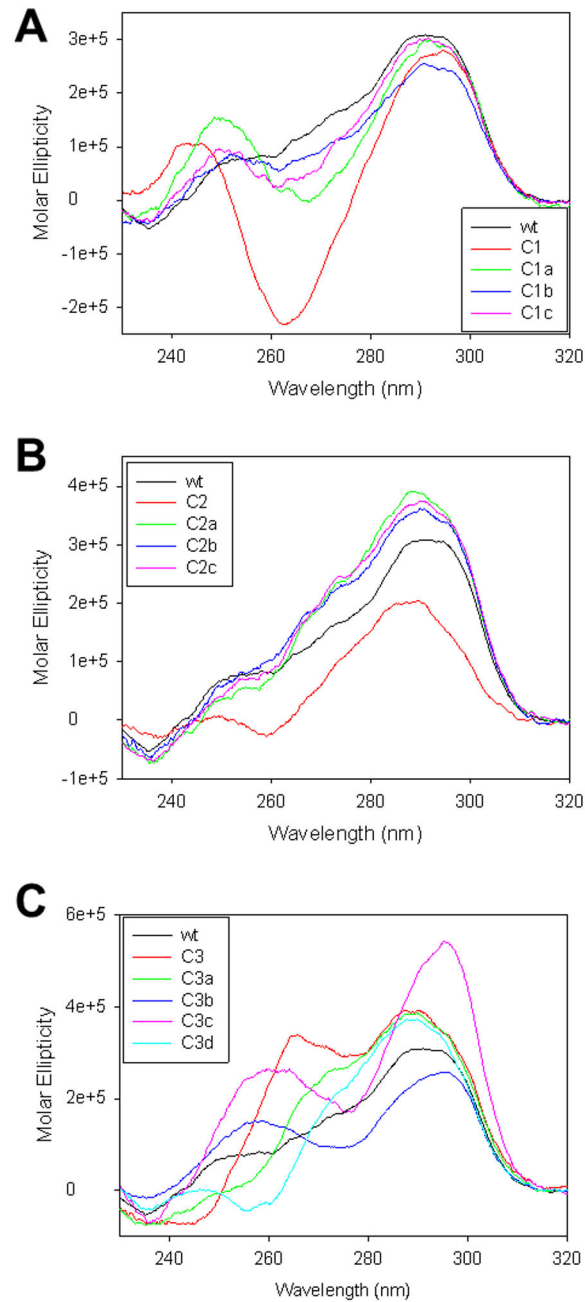 A
3e+5
2e+5
1e+5
0
-1e+5
-2e+5
Molar Ellipticity
wt
C1
C1a
C1b
C1c
240 260 280 300 320
Wavelength (nm)
B
4e+5
3e+5
2e+5
1e+5
0
-1e+5
Molar Ellipticity
wt
C2
C2a
C2b
C2c
240 260 280 300 320
Wavelength (nm)
C
6e+5
4e+5
2e+5
0
Molar Ellipticity
wt
C3
C3a
C3b
C3c
C3d
240 260 280 300 320
Wavelength (nm)